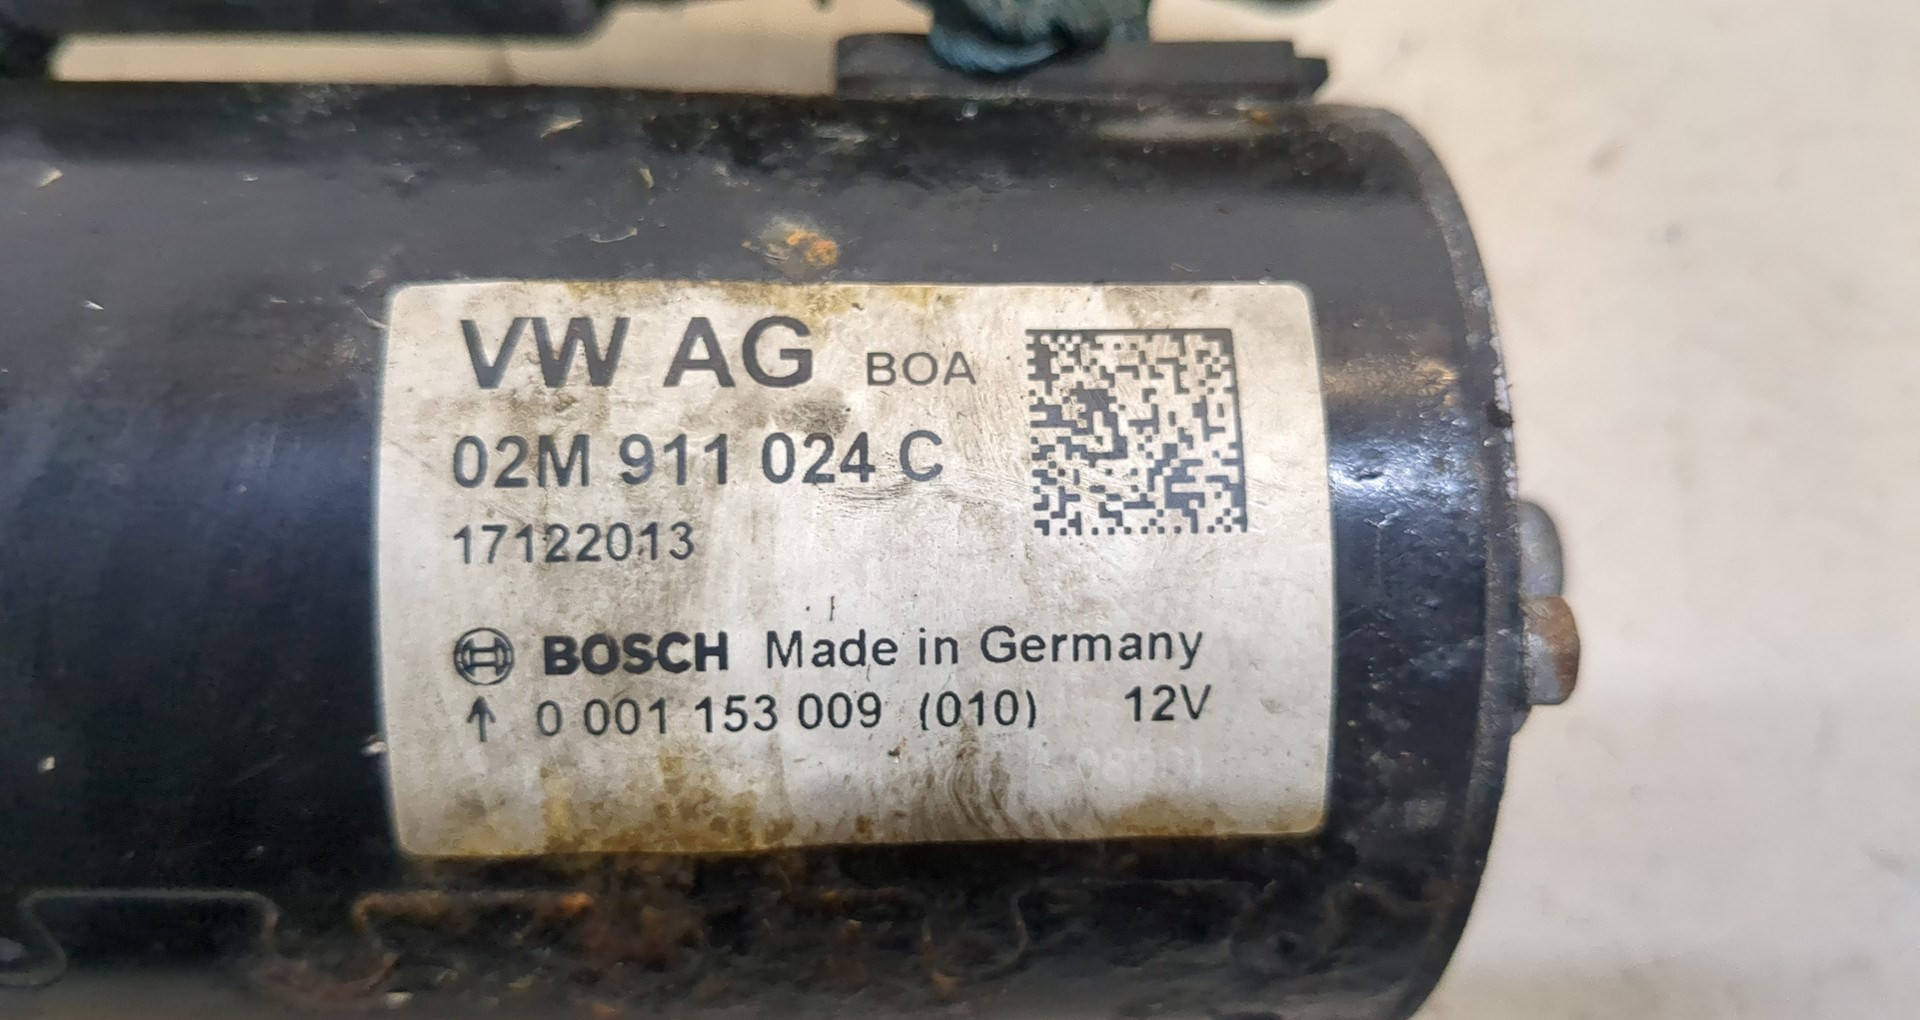 VW AG BOA
02M 911 024 C
17122013
BOSCH Made in Germany
↑ 0 001 153 009 (010) 12V